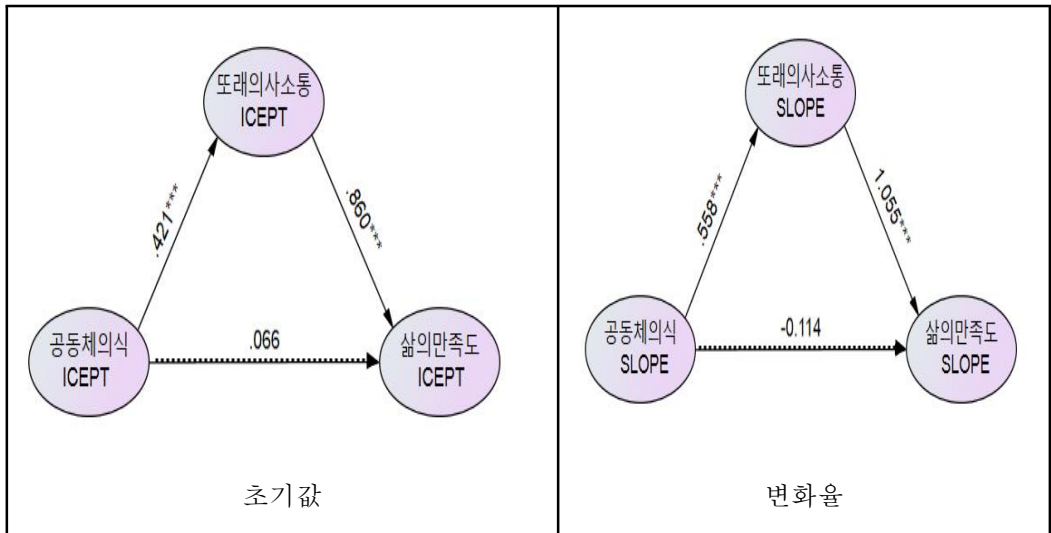 또래의사소통
ICEPT
.421***
.860***
공동체의식
ICEPT
.066
삶의만족도
ICEPT
초기값
또래의사소통
SLOPE
.558***
1.055***
공동체의식
SLOPE
-0.114
삶의만족도
SLOPE
변화율